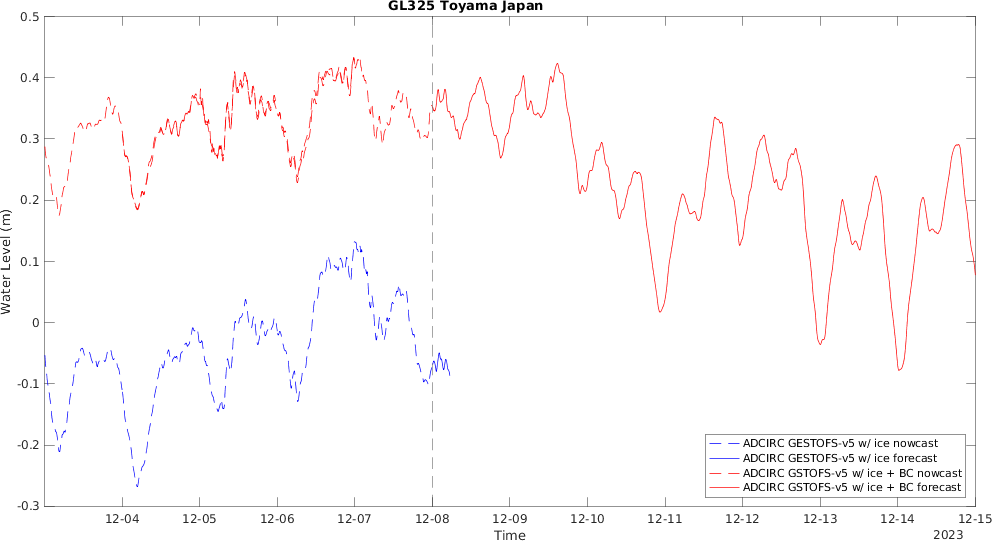 GL325 Toyama Japan
0.5
0.4
0.3
0.2
0.1
0
-0.1
-0.2
-0.3
Water Level (m)
ADCIRC GESTOFS-v5 w/ ice nowcast
ADCIRC GESTOFS-v5 w/ ice forecast
ADCIRC GSTOFS-v5 w/ ice + BC nowcast
ADCIRC GSTOFS-v5 w/ ice + BC forecast
12-04 12-05 12-06 12-07 12-08 12-09 12-10 12-11 12-12 12-13 12-14 12-15
Time
2023